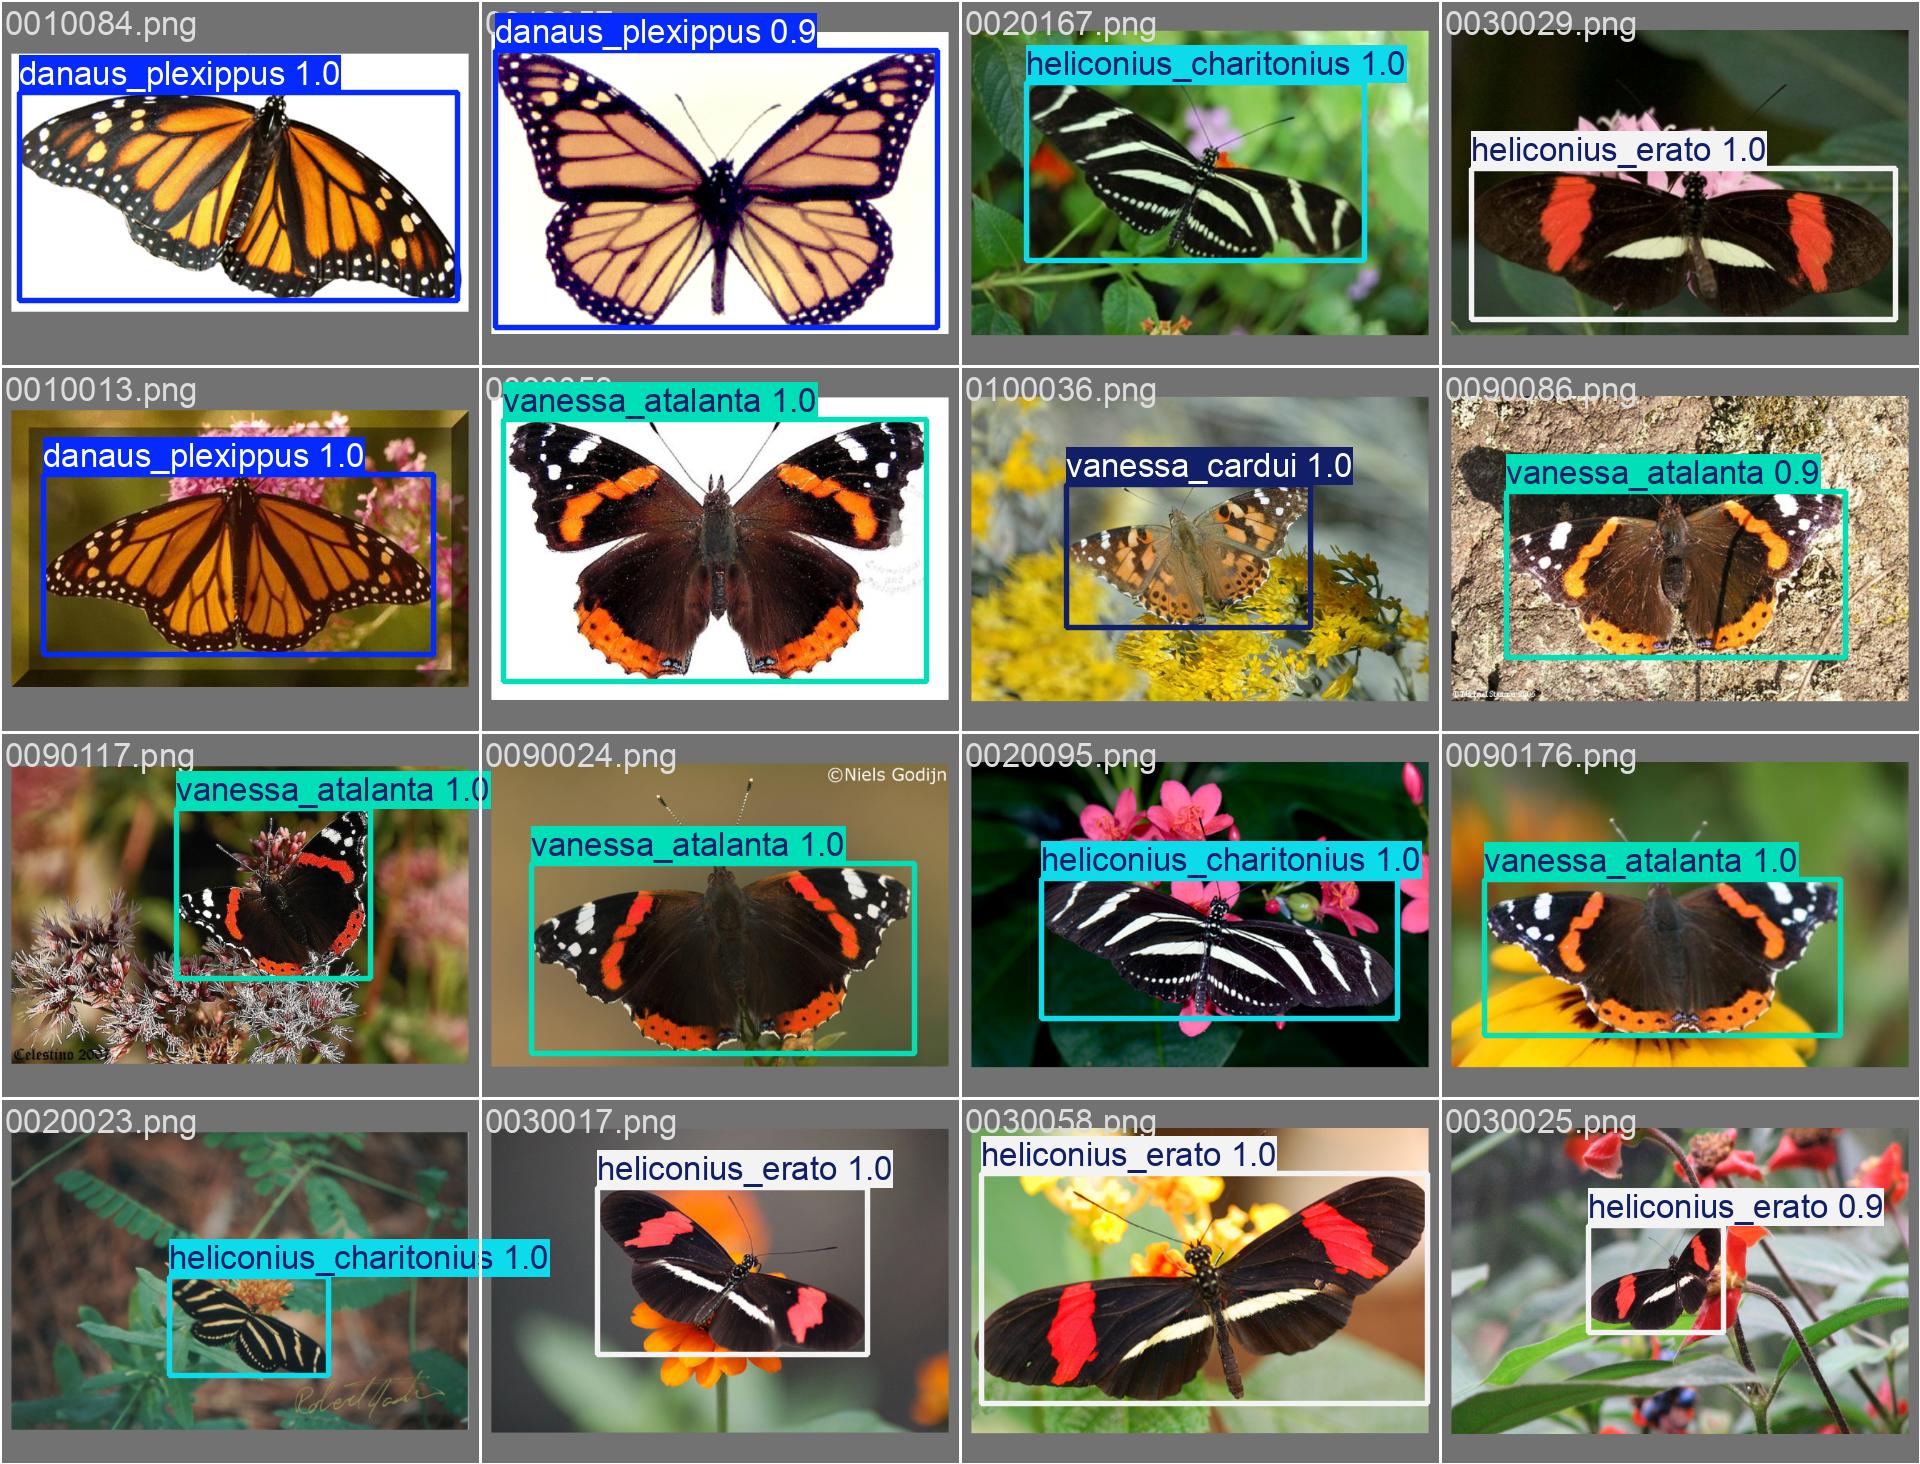 0010084.png
danaus_plexippus 1.0
danaus_plexippus 0.9
0020167.png
heliconius_charitonius 1.0
0030029.png
heliconius_erato 1.0
0010013.png
danaus_plexippus 1.0
vanessa_atalanta 1.0
0100036.png
vanessa_cardui 1.0
0090086.png
vanessa_atalanta 0.9
0090117.png
vanessa_atalanta 1.0
Celestino
0090024.png
©Niels Godijn
vanessa_atalanta 1.0
0020095.png
heliconius_charitonius 1.0
0090176.png
vanessa_atalanta 1.0
0020023.png
heliconius_charitonius 1.0
0030017.png
heliconius_erato 1.0
0030058.png
heliconius_erato 1.0
0030025.png
heliconius_erato 0.9